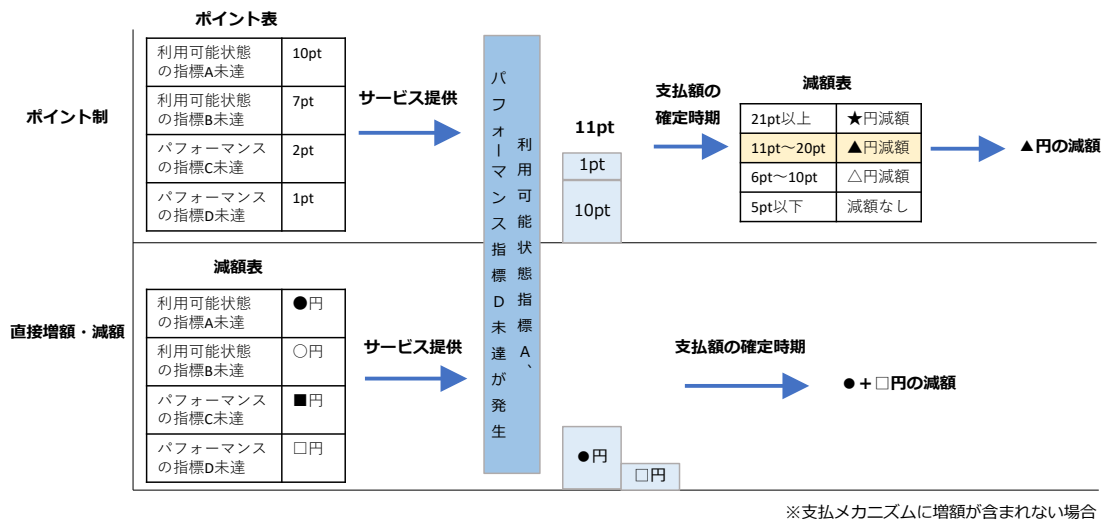 ポイント表
ポイント制
利用可能状態
の指標A未達
10pt
利用可能状態
の指標B未達
7pt
パフォーマンス
の指標C未達
2pt
パフォーマンス
の指標D未達
1pt
サービス提供
利用可能状態指標A、
パフォーマンス指標D未達が発生
11pt
1pt
10pt
支払額の
確定時期
減額表
21pt以上
★円減額
11pt～20pt
▲円減額
6pt～10pt
△円減額
5pt以下
減額なし
▲円の減額
直接増額・減額
減額表
利用可能状態
の指標A未達
●円
利用可能状態
の指標B未達
○円
パフォーマンス
の指標C未達
■円
パフォーマンス
の指標D未達
□円
サービス提供
●円
□円
支払額の確定時期
●+□円の減額
※支払メカニズムに増額が含まれない場合